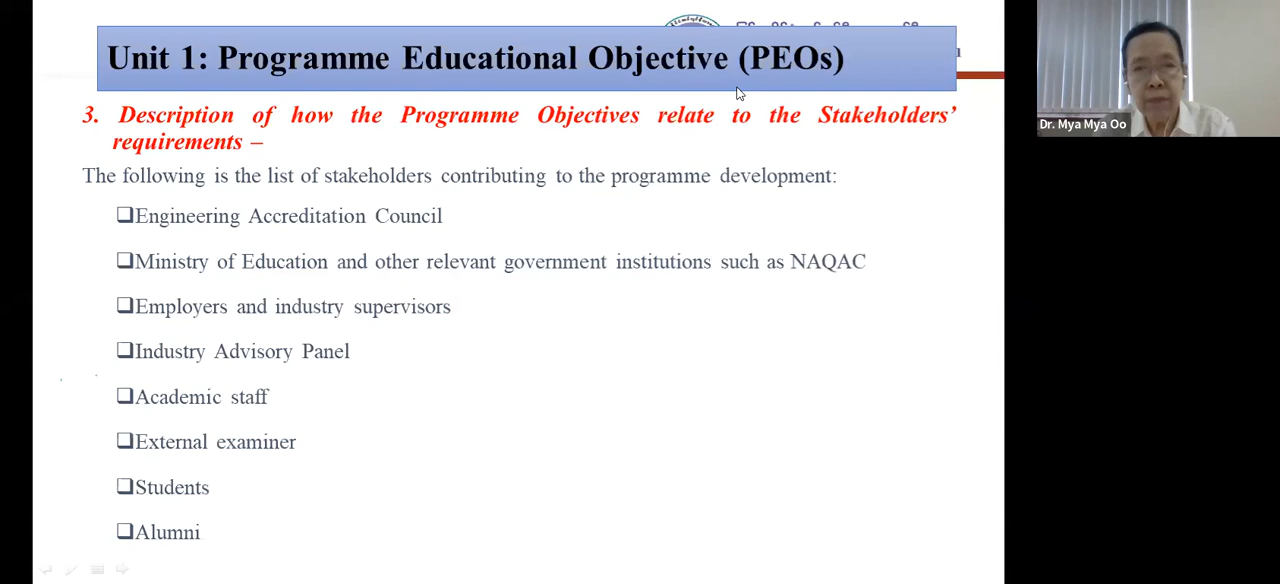 Unit 1: Programme Educational Objective (PEOs)
Dr. Mya Mya Oo
3. Description of how the Programme Objectives relate to the Stakeholders’
requirements –
The following is the list of stakeholders contributing to the programme development:
❑Engineering Accreditation Council
❑Ministry of Education and other relevant government institutions such as NAQAC
❑Employers and industry supervisors
❑Industry Advisory Panel
❑Academic staff
❑External examiner
❑Students
❑Alumni